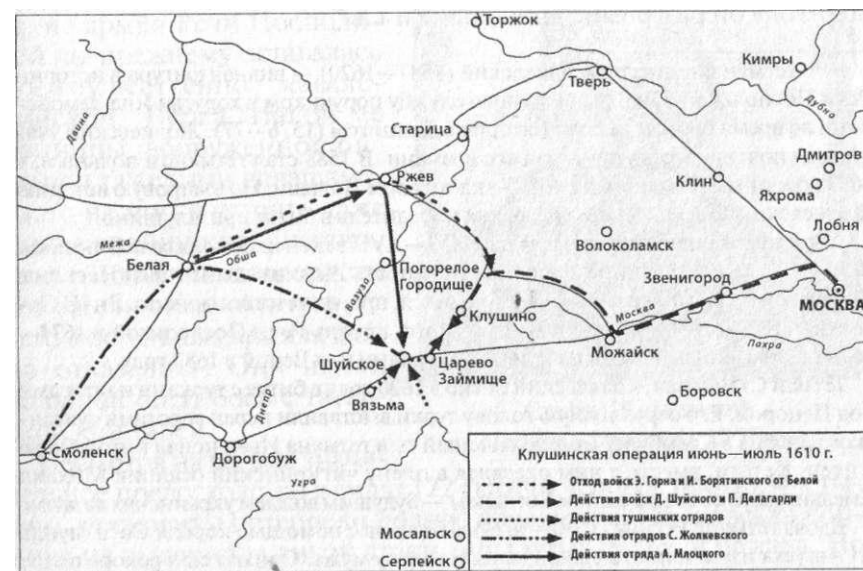 Торжок
Кимры
Тверь
Дубна
Двина
Старица
Дмитров
Ржев
Клин
Яхрома
Межа
Обша
Волоколамск
Лобня
Белая
Погорелое
Городище
Вазуза
Звенигород
Клушино
Москва
МОСКВА
Шуйское
Царево
Займище
Можайск
Пахра
Вязьма
Боровск
Днепр
Смоленск
Дорогобуж
Угра
Мосальск
Серпейск
Клушинская операция июнь—июль 1610 г.
Отход войск Э. Горна и И. Борятинского от Белой
Действия войск Д. Шуйского и П. Делагарди
Действия тушинских отрядов
Действия отрядов С. Жолкевского
Действия отряда А. Млоцкого